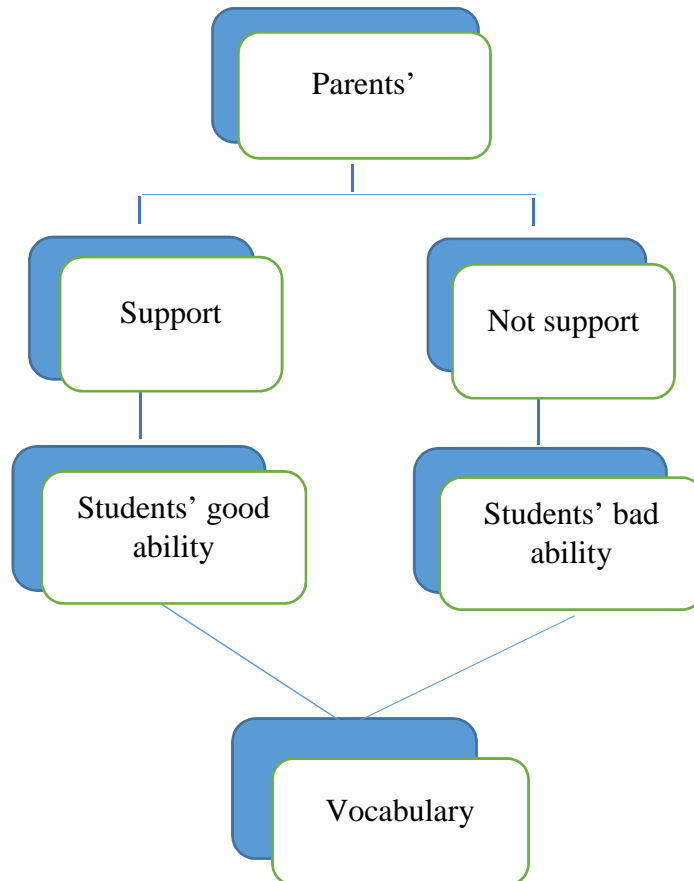 Parents’
Support
Not support
Students’ good
ability
Students’ bad
ability
Vocabulary